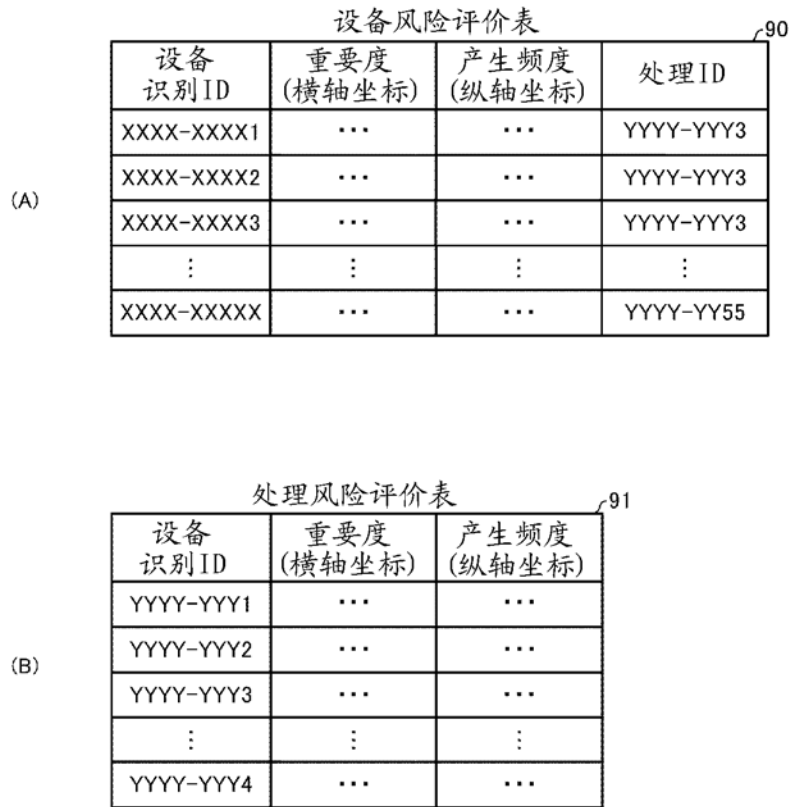 设备风险评价表
90
设备 重要度 产生频度 处理ID
识别ID (横轴坐标) (纵轴坐标)
XXXX-XXXX1 ··· ··· YYYY-YYY3
(A)
XXXX-XXXX2 ··· ··· YYYY-YYY3
XXXX-XXXX3 ··· ··· YYYY-YYY3
⋮ ⋮ ⋮ ⋮
XXXX-XXXXX ··· ··· YYYY-YY55
处理风险评价表
91
设备 重要度 产生频度
识别ID (横轴坐标) (纵轴坐标)
YYYY-YYY1 ··· ···
(B)
YYYY-YYY2 ··· ···
YYYY-YYY3 ··· ···
⋮ ⋮ ⋮
YYYY-YYY4 ··· ···